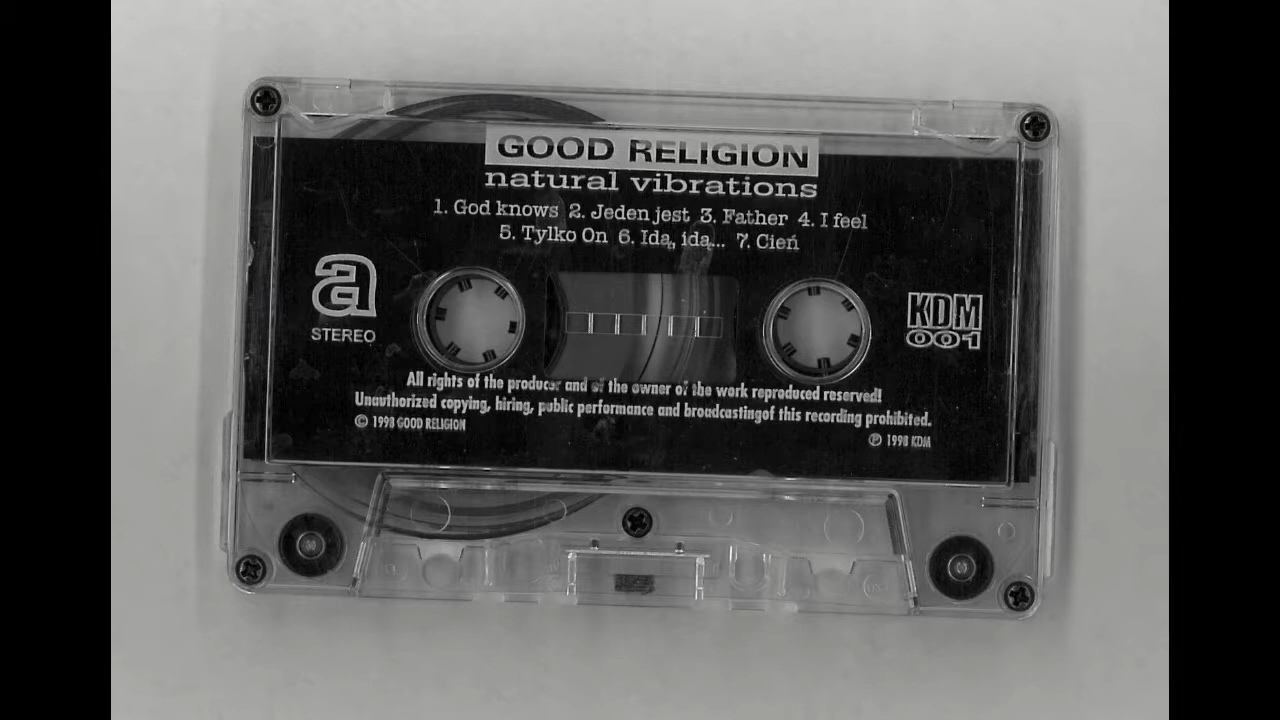 GOOD RELIGION
natural vibrations
1. God knows 2. Jeden jest 3. Father 4. I feel
5. Tylko On 6. Idą, idą... 7. Cień
a
STEREO
KDM
001
All rights of the producer and of the owner of the work reproduced reserved!
Unauthorized copying, hiring, public performance and broadcastingof this recording prohibited.
© 1998 GOOD RELIGION
℗ 1998 KDM